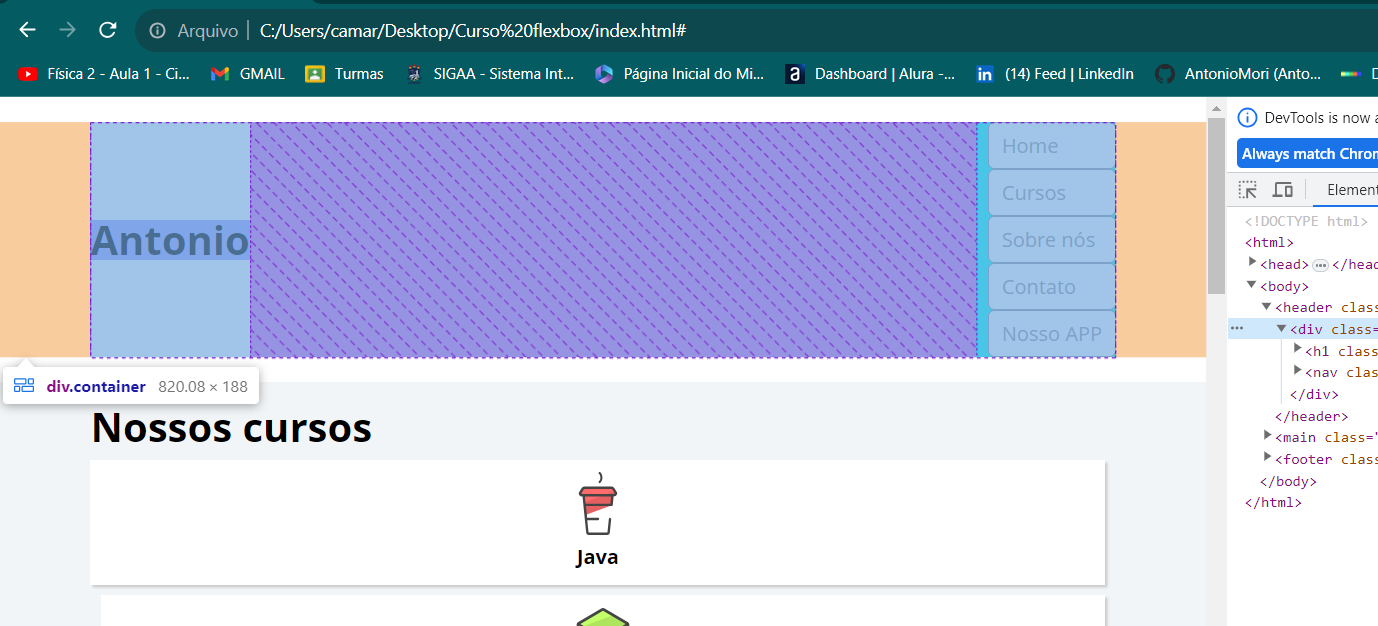 Arquivo C:/Users/camar/Desktop/Curso%20flexbox/index.html#
Física 2 - Aula 1 - Ci... GMAIL Turmas SIGAA - Sistema Int... Página Inicial do Mi... Dashboard | Alura -... (14) Feed | LinkedIn AntonioMori (Anto... D
DevTools is now a
Always match Chron
Element
Home
Cursos
Antonio
Sobre nós
Contato
Nosso APP
div.container 820.08 × 188
Nossos cursos
Java
<!DOCTYPE html>
<html>
<head> ... </head
<body>
<header class
... <div class=
<h1 class
<nav clas
</div>
</header>
<main class="
<footer class
</body>
</html>